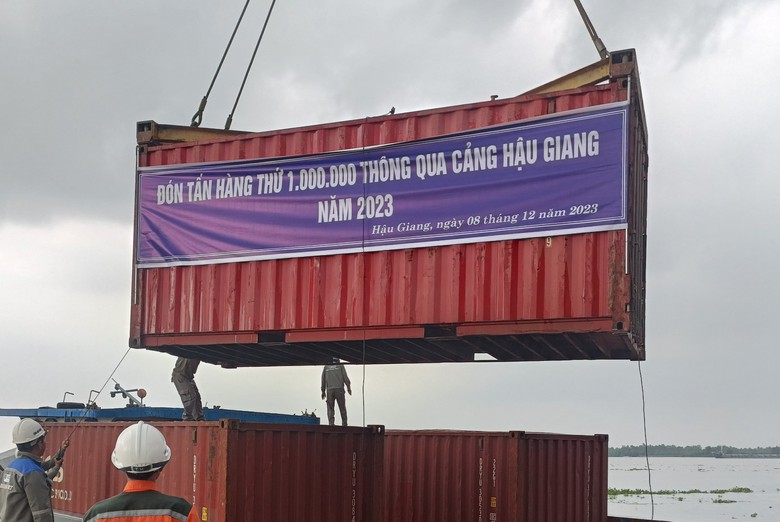 ĐÓN TẤN HÀNG THỨ 1.000.000 THÔNG QUA CẢNG HẬU GIANG
NĂM 2023
Hậu Giang, ngày 08 tháng 12 năm 2023
9